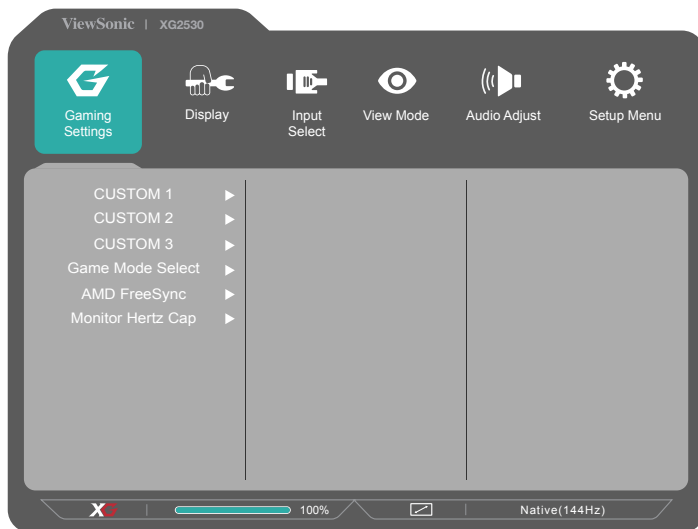 ViewSonic | XG2530
Gaming
Settings
Display
Input
Select
View Mode
Audio Adjust
Setup Menu
CUSTOM 1
CUSTOM 2
CUSTOM 3
Game Mode Select
AMD FreeSync
Monitor Hertz Cap
XG | 100% | Native(144Hz)